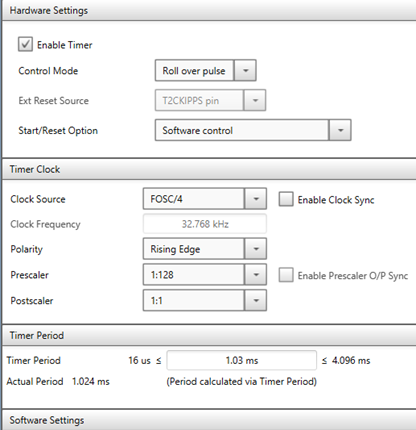 Hardware Settings
Enable Timer
Control Mode Roll over pulse
Ext Reset Source T2CKIPPS pin
Start/Reset Option Software control
Timer Clock
Clock Source FOSC/4 Enable Clock Sync
Clock Frequency 32.768 kHz
Polarity Rising Edge
Prescaler 1:128 Enable Prescaler O/P Sync
Postscaler 1:1
Timer Period
Timer Period 16 us ≤ 1.03 ms ≤ 4.096 ms
Actual Period 1.024 ms (Period calculated via Timer Period)
Software Settings